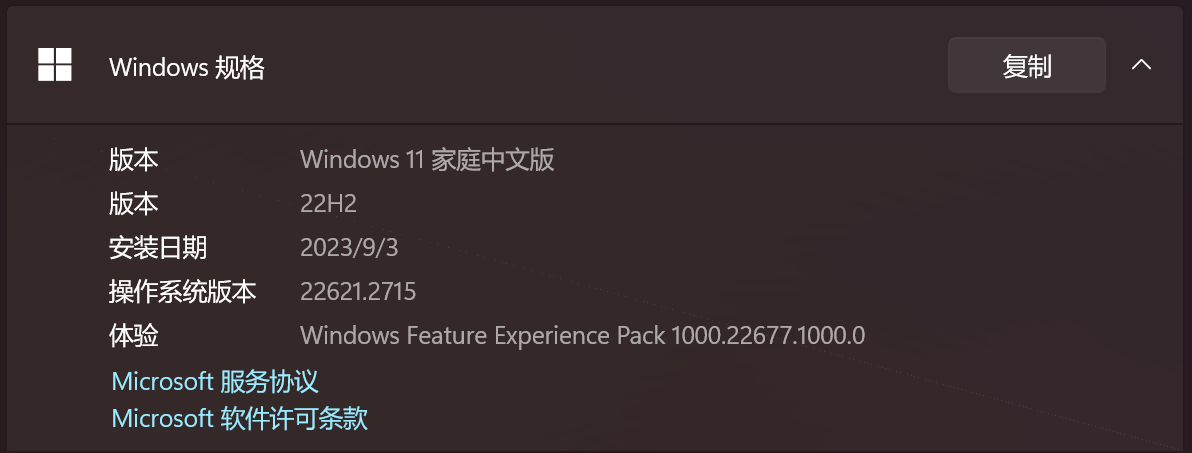 Windows 规格
复制
版本 Windows 11 家庭中文版
版本 22H2
安装日期 2023/9/3
操作系统版本 22621.2715
体验 Windows Feature Experience Pack 1000.22677.1000.0
Microsoft 服务协议
Microsoft 软件许可条款